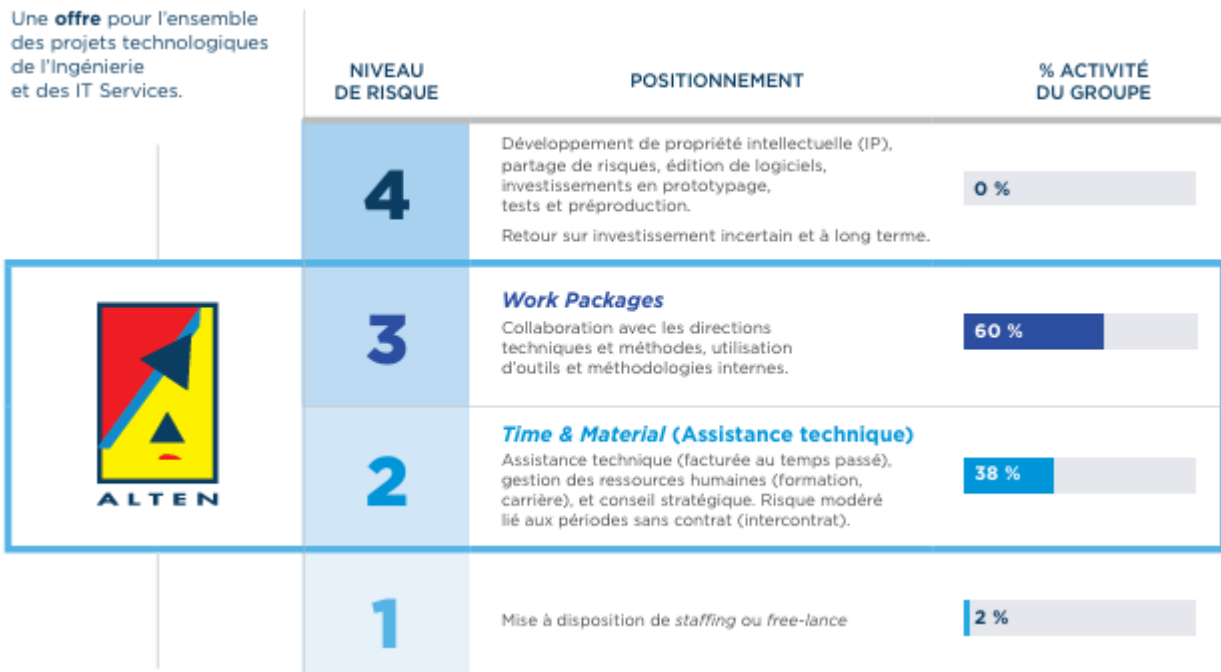 Une offre pour l'ensemble
des projets technologiques
de l'Ingénierie
et des IT Services.
NIVEAU
DE RISQUE
POSITIONNEMENT
% ACTIVITÉ
DU GROUPE
4
Développement de propriété intellectuelle (IP),
partage de risques, édition de logiciels,
investissements en prototypage,
tests et préproduction.
Retour sur investissement incertain et à long terme.
0 %
ALTEN
3
Work Packages
Collaboration avec les directions
techniques et méthodes, utilisation
d'outils et méthodologies internes.
60 %
2
Time & Material (Assistance technique)
Assistance technique (facturée au temps passé),
gestion des ressources humaines (formation,
carrière), et conseil stratégique. Risque modéré
lié aux périodes sans contrat (intercontrat).
38 %
1
Mise à disposition de staffing ou free-lance
2 %